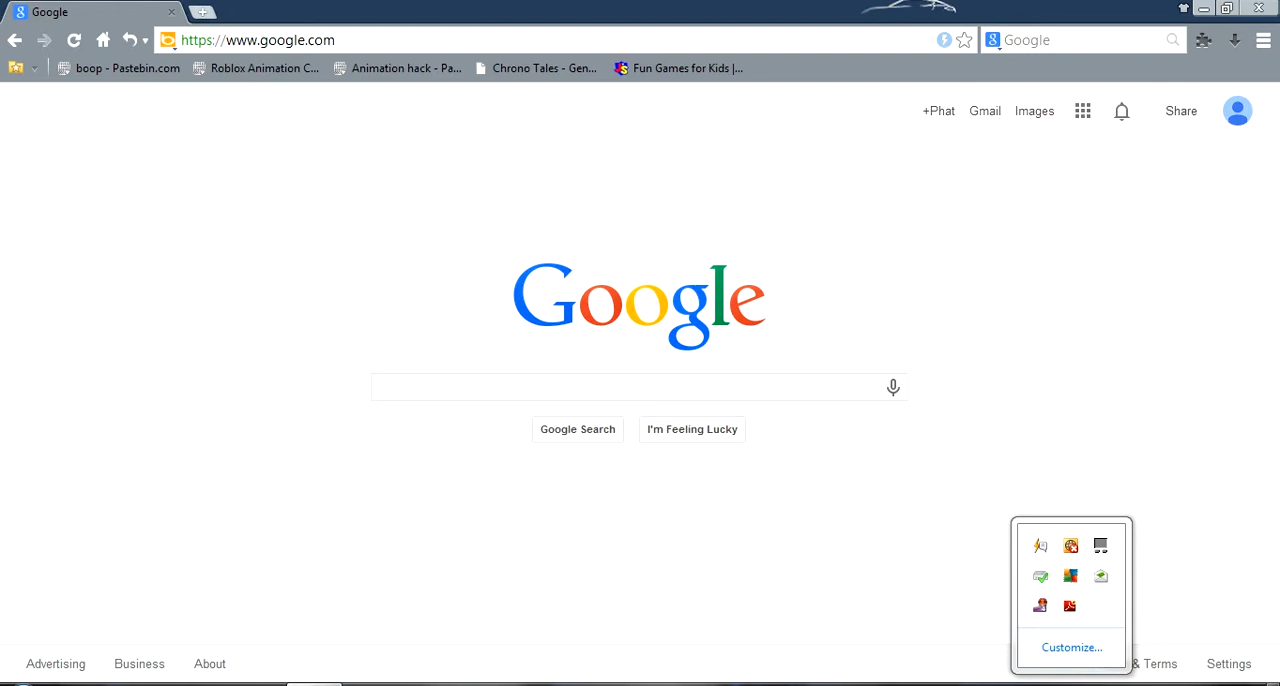 Google
https://www.google.com
Google
boop - Pastebin.com
Roblox Animation C...
Animation hack - Pa...
Chrono Tales - Gen...
Fun Games for Kids |...
+Phat Gmail Images Share
Google
Google Search I'm Feeling Lucky
Customize...
Advertising Business About & Terms Settings